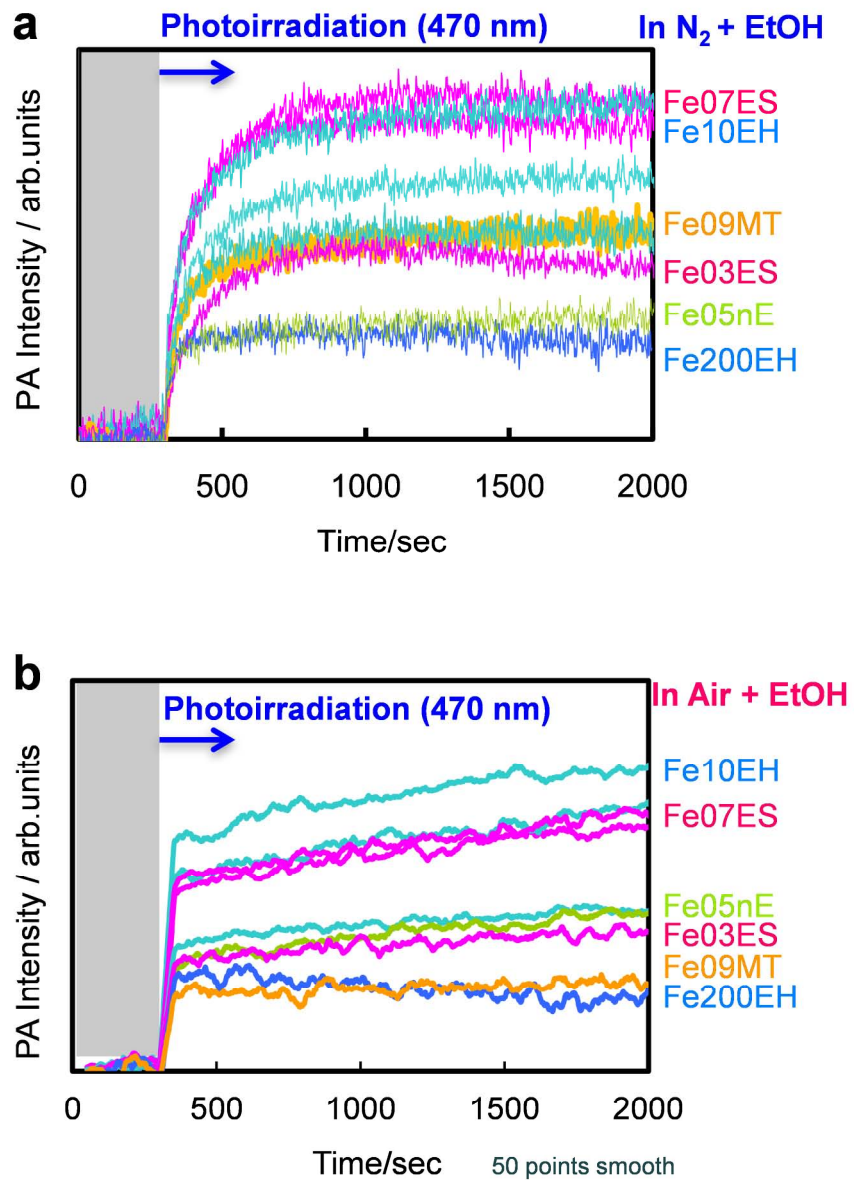 a
Photoirradiation (470 nm)
In N2 + EtOH
PA Intensity / arb.units
Fe07ES
Fe10EH
Fe09MT
Fe03ES
Fe05nE
Fe200EH
0 500 1000 1500 2000
Time/sec
b
Photoirradiation (470 nm)
In Air + EtOH
PA Intensity / arb.units
Fe10EH
Fe07ES
Fe05nE
Fe03ES
Fe09MT
Fe200EH
0 500 1000 1500 2000
Time/sec 50 points smooth